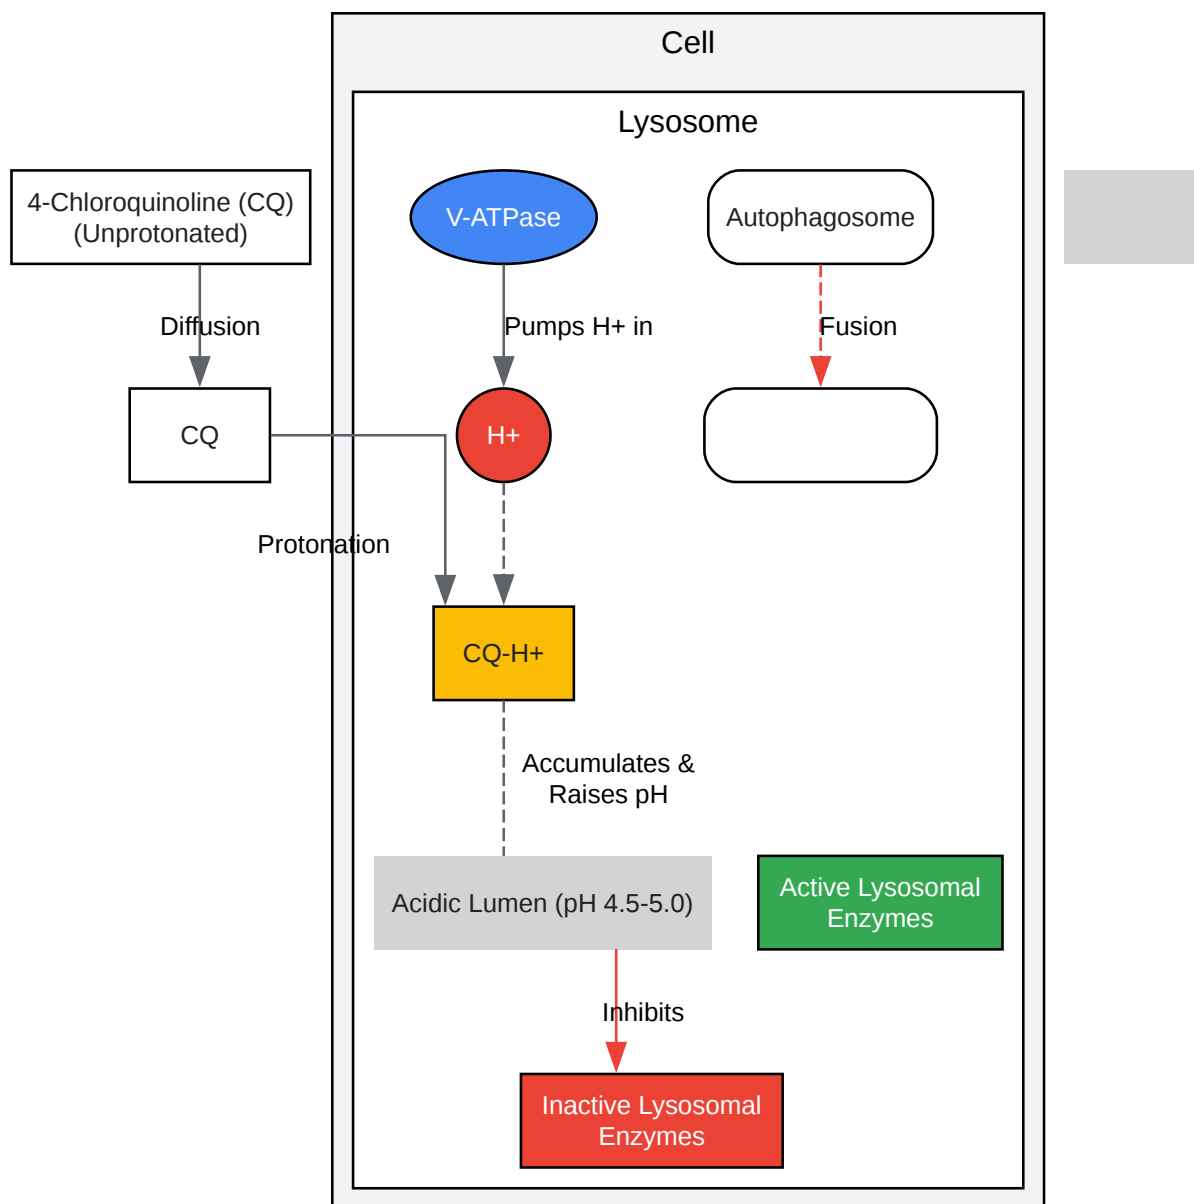 Cell
Lysosome
4-Chloroquinoline (CQ)
(Unprotonated)
V-ATPase
Autophagosome
Diffusion
Pumps H+ in
Fusion
CQ
H+
Protonation
CQ-H+
Accumulates &
Raises pH
Acidic Lumen (pH 4.5-5.0)
Active Lysosomal
Enzymes
Inhibits
Inactive Lysosomal
Enzymes